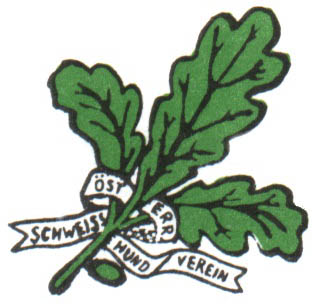 ÖST
ERR.
SCHWEISS
HUND
VEREIN